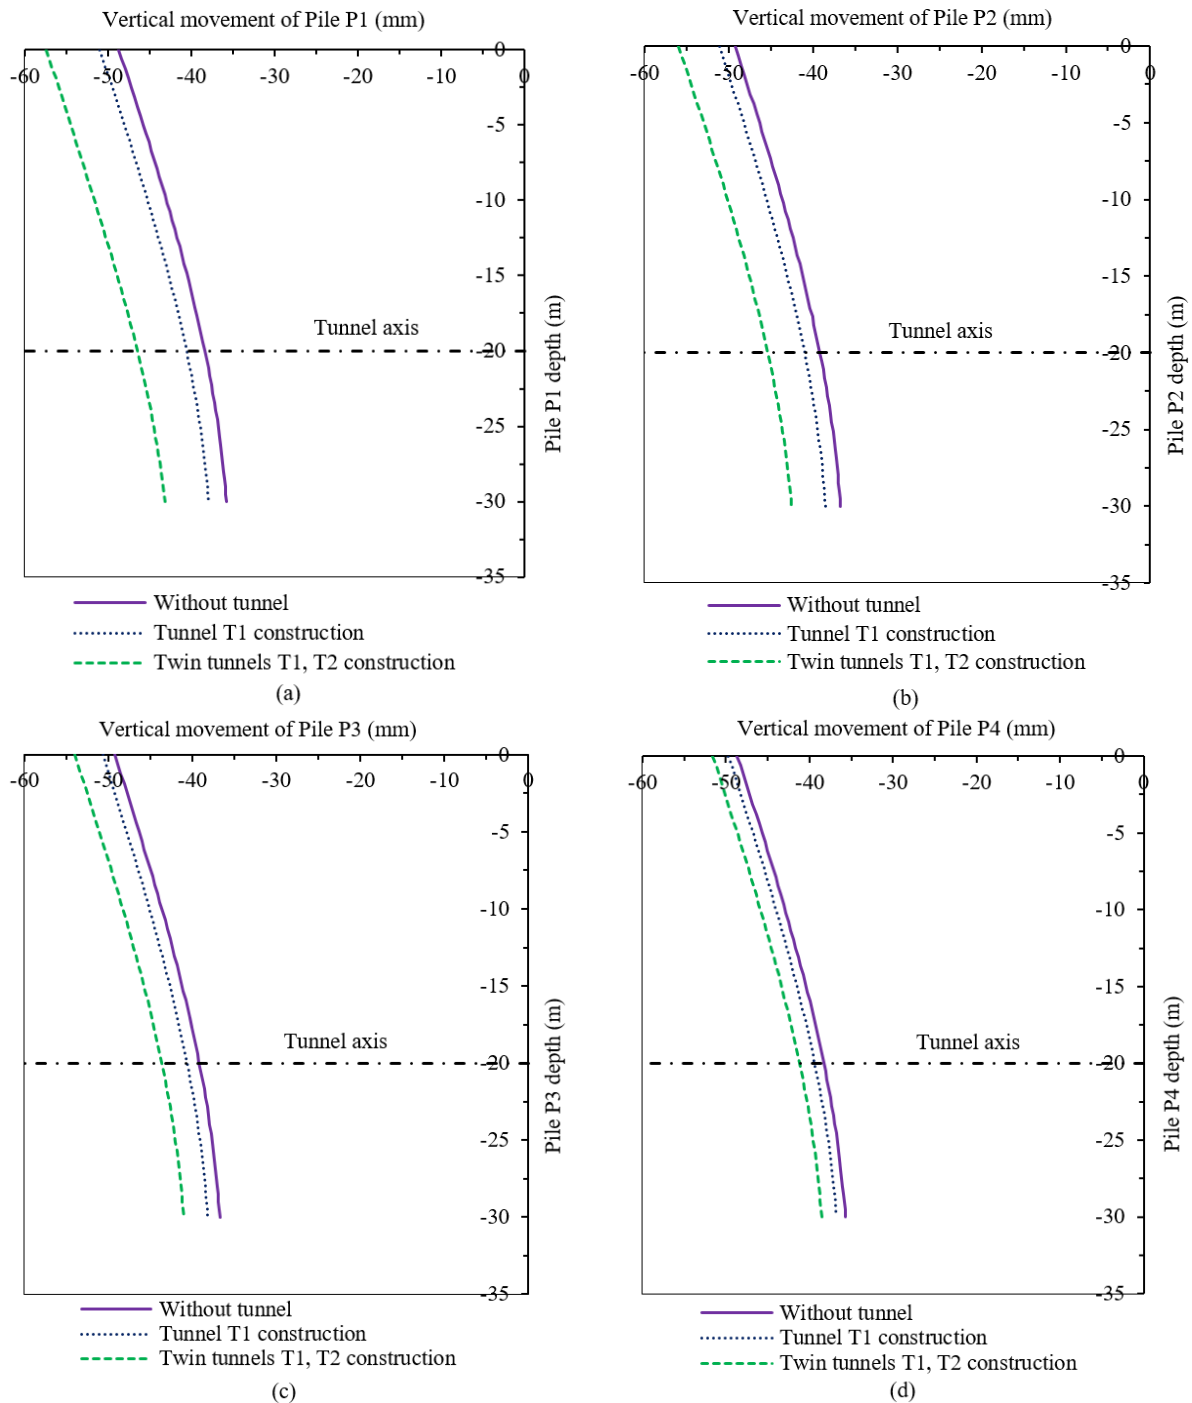 Vertical movement of Pile P1 (mm)
-60 -50 -40 -30 -20 -10 0
0
-5
-10
-15
-20
-25
-30
-35
Tunnel axis
Pile P1 depth (m)
Without tunnel
Tunnel T1 construction
Twin tunnels T1, T2 construction
(a)
Vertical movement of Pile P2 (mm)
-60 -50 -40 -30 -20 -10 0
0
-5
-10
-15
-20
-25
-30
-35
Tunnel axis
Pile P2 depth (m)
Without tunnel
Tunnel T1 construction
Twin tunnels T1, T2 construction
(b)
Vertical movement of Pile P3 (mm)
-60 -50 -40 -30 -20 -10 0
0
-5
-10
-15
-20
-25
-30
-35
Tunnel axis
Pile P3 depth (m)
Without tunnel
Tunnel T1 construction
Twin tunnels T1, T2 construction
(c)
Vertical movement of Pile P4 (mm)
-60 -50 -40 -30 -20 -10 0
0
-5
-10
-15
-20
-25
-30
-35
Tunnel axis
Pile P4 depth (m)
Without tunnel
Tunnel T1 construction
Twin tunnels T1, T2 construction
(d)